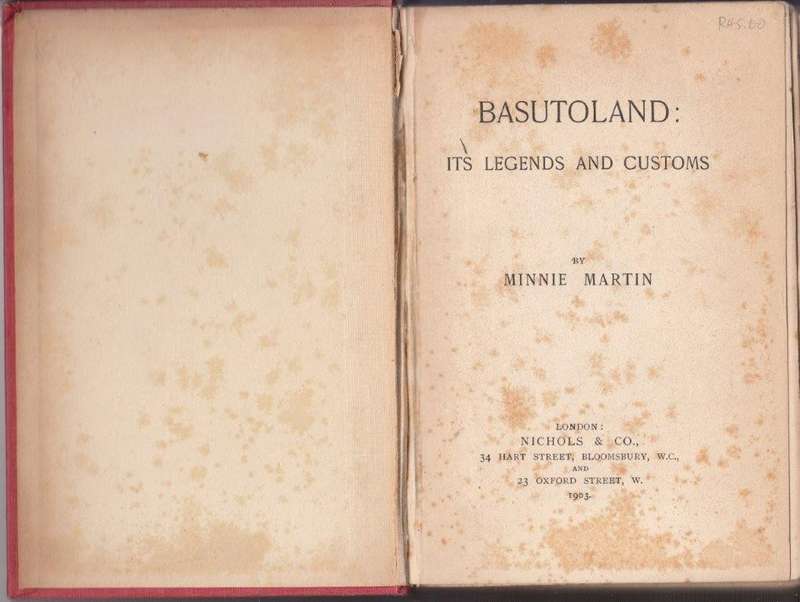 R45.00
BASUTOLAND:
ITS LEGENDS AND CUSTOMS
BY
MINNIE MARTIN
LONDON:
NICHOLS & CO.,
34 HART STREET, BLOOMSBURY, W.C.,
AND
23 OXFORD STREET, W.
1903.